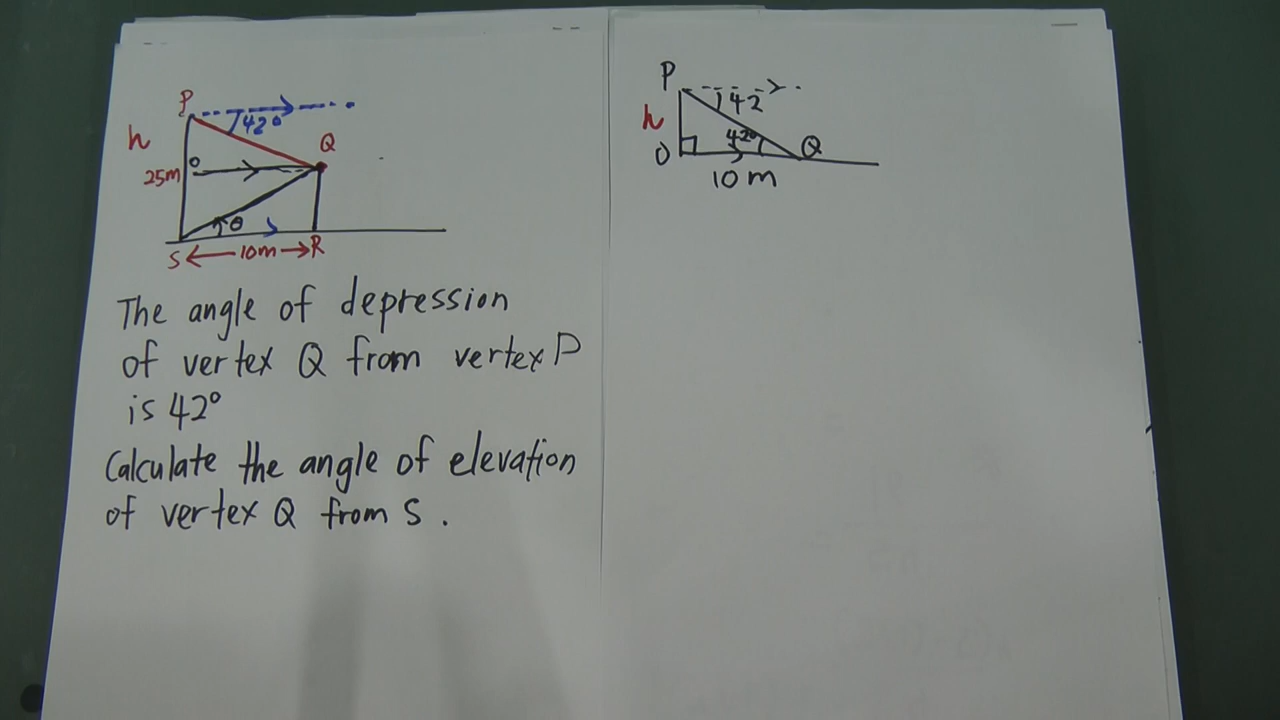 P
42°
h
Q
O
25m
θ
S
10m
R
The angle of depression
of vertex Q from vertex P
is 42°
Calculate the angle of elevation
of vertex Q from S.
P
42
h
42°
O
Q
10 m